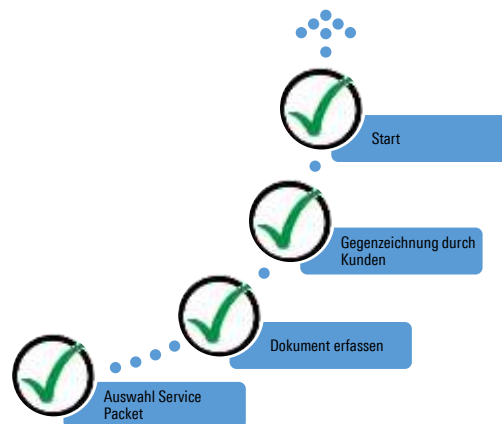 Start
Gegenzeichnung durch
Kunden
Dokument erfassen
Auswahl Service
Packet